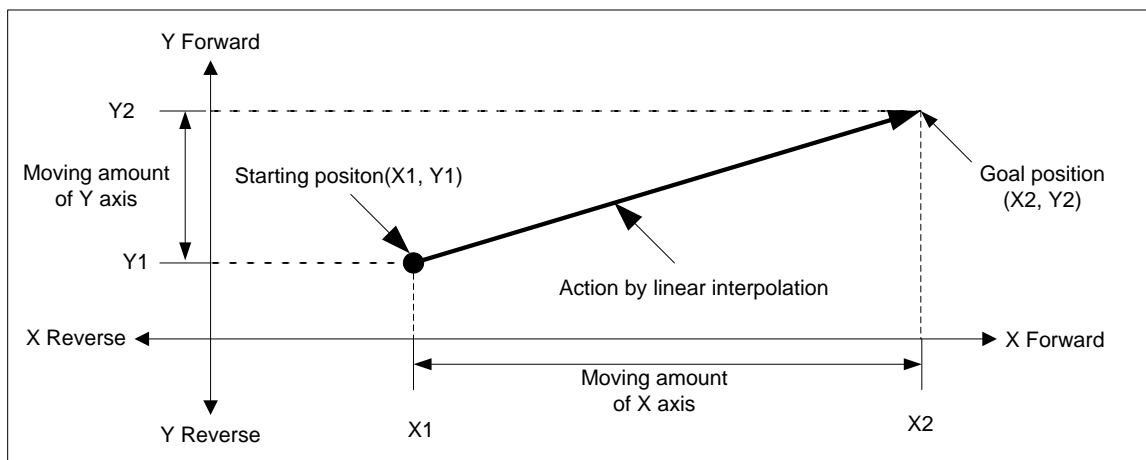 Y Forward
Y2
Moving amount
of Y axis
Starting positon(X1, Y1)
Goal position
(X2, Y2)
Y1
Action by linear interpolation
X Reverse
X Forward
Moving amount
of X axis
Y Reverse
X1
X2